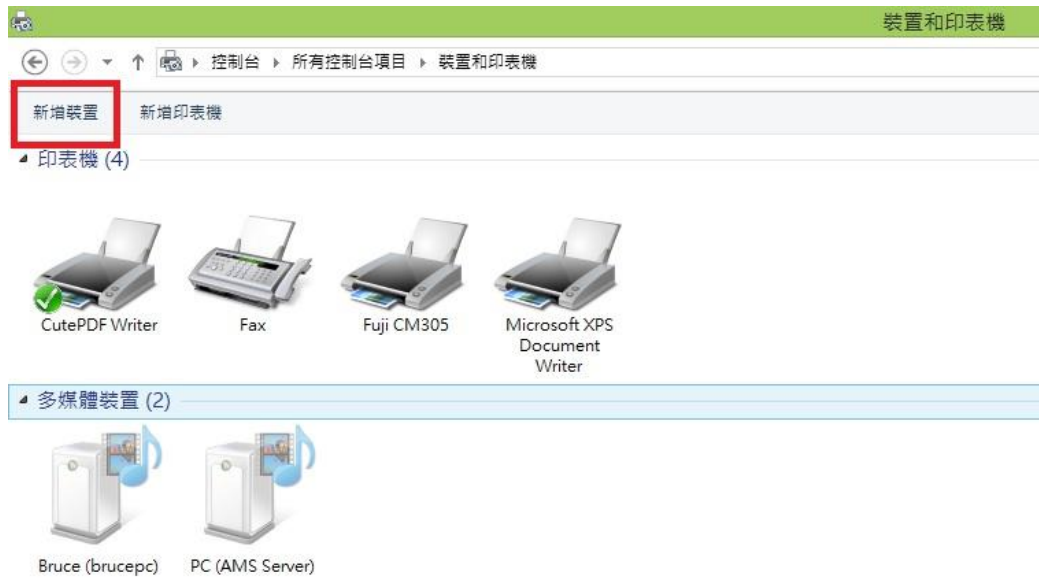 裝置和印表機
控制台 ▸ 所有控制台項目 ▸ 裝置和印表機
新增裝置 新增印表機
印表機 (4)
CutePDF Writer Fax Fuji CM305 Microsoft XPS
Document
Writer
多媒體裝置 (2)
Bruce (brucepc) PC (AMS Server)